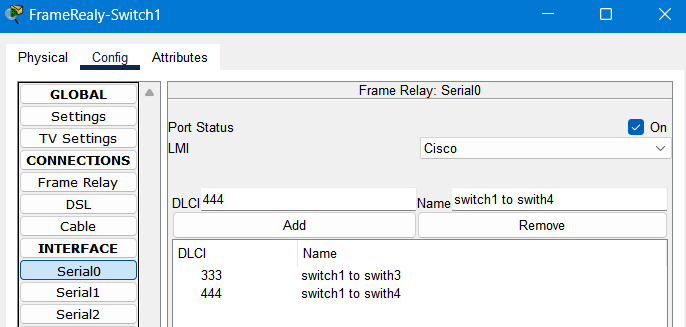 FrameRealy-Switch1
Physical Config Attributes
GLOBAL
Settings
TV Settings
CONNECTIONS
Frame Relay
DSL
Cable
INTERFACE
Serial0
Serial1
Serial2
Frame Relay: Serial0
Port Status On
LMI Cisco
DLCI 444 Name switch1 to swith4
Add Remove
DLCI Name
333 switch1 to swith3
444 switch1 to swith4